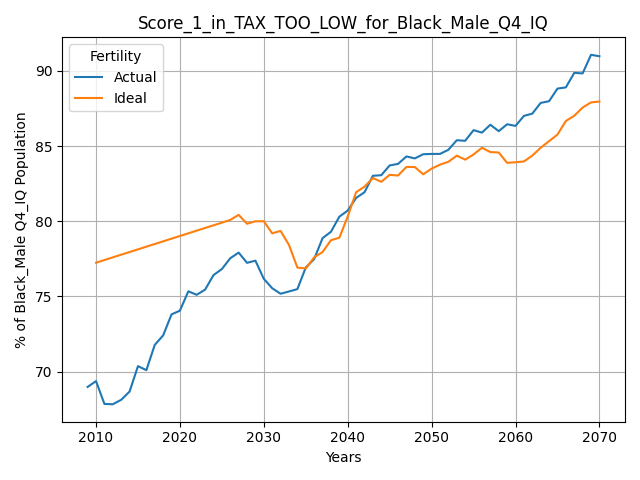 Score_1_in_TAX_TOO_LOW_for_Black_Male_Q4_IQ
Fertility
Actual
Ideal
% of Black_Male Q4_IQ Population
90
85
80
75
70
2010 2020 2030 2040 2050 2060 2070
Years